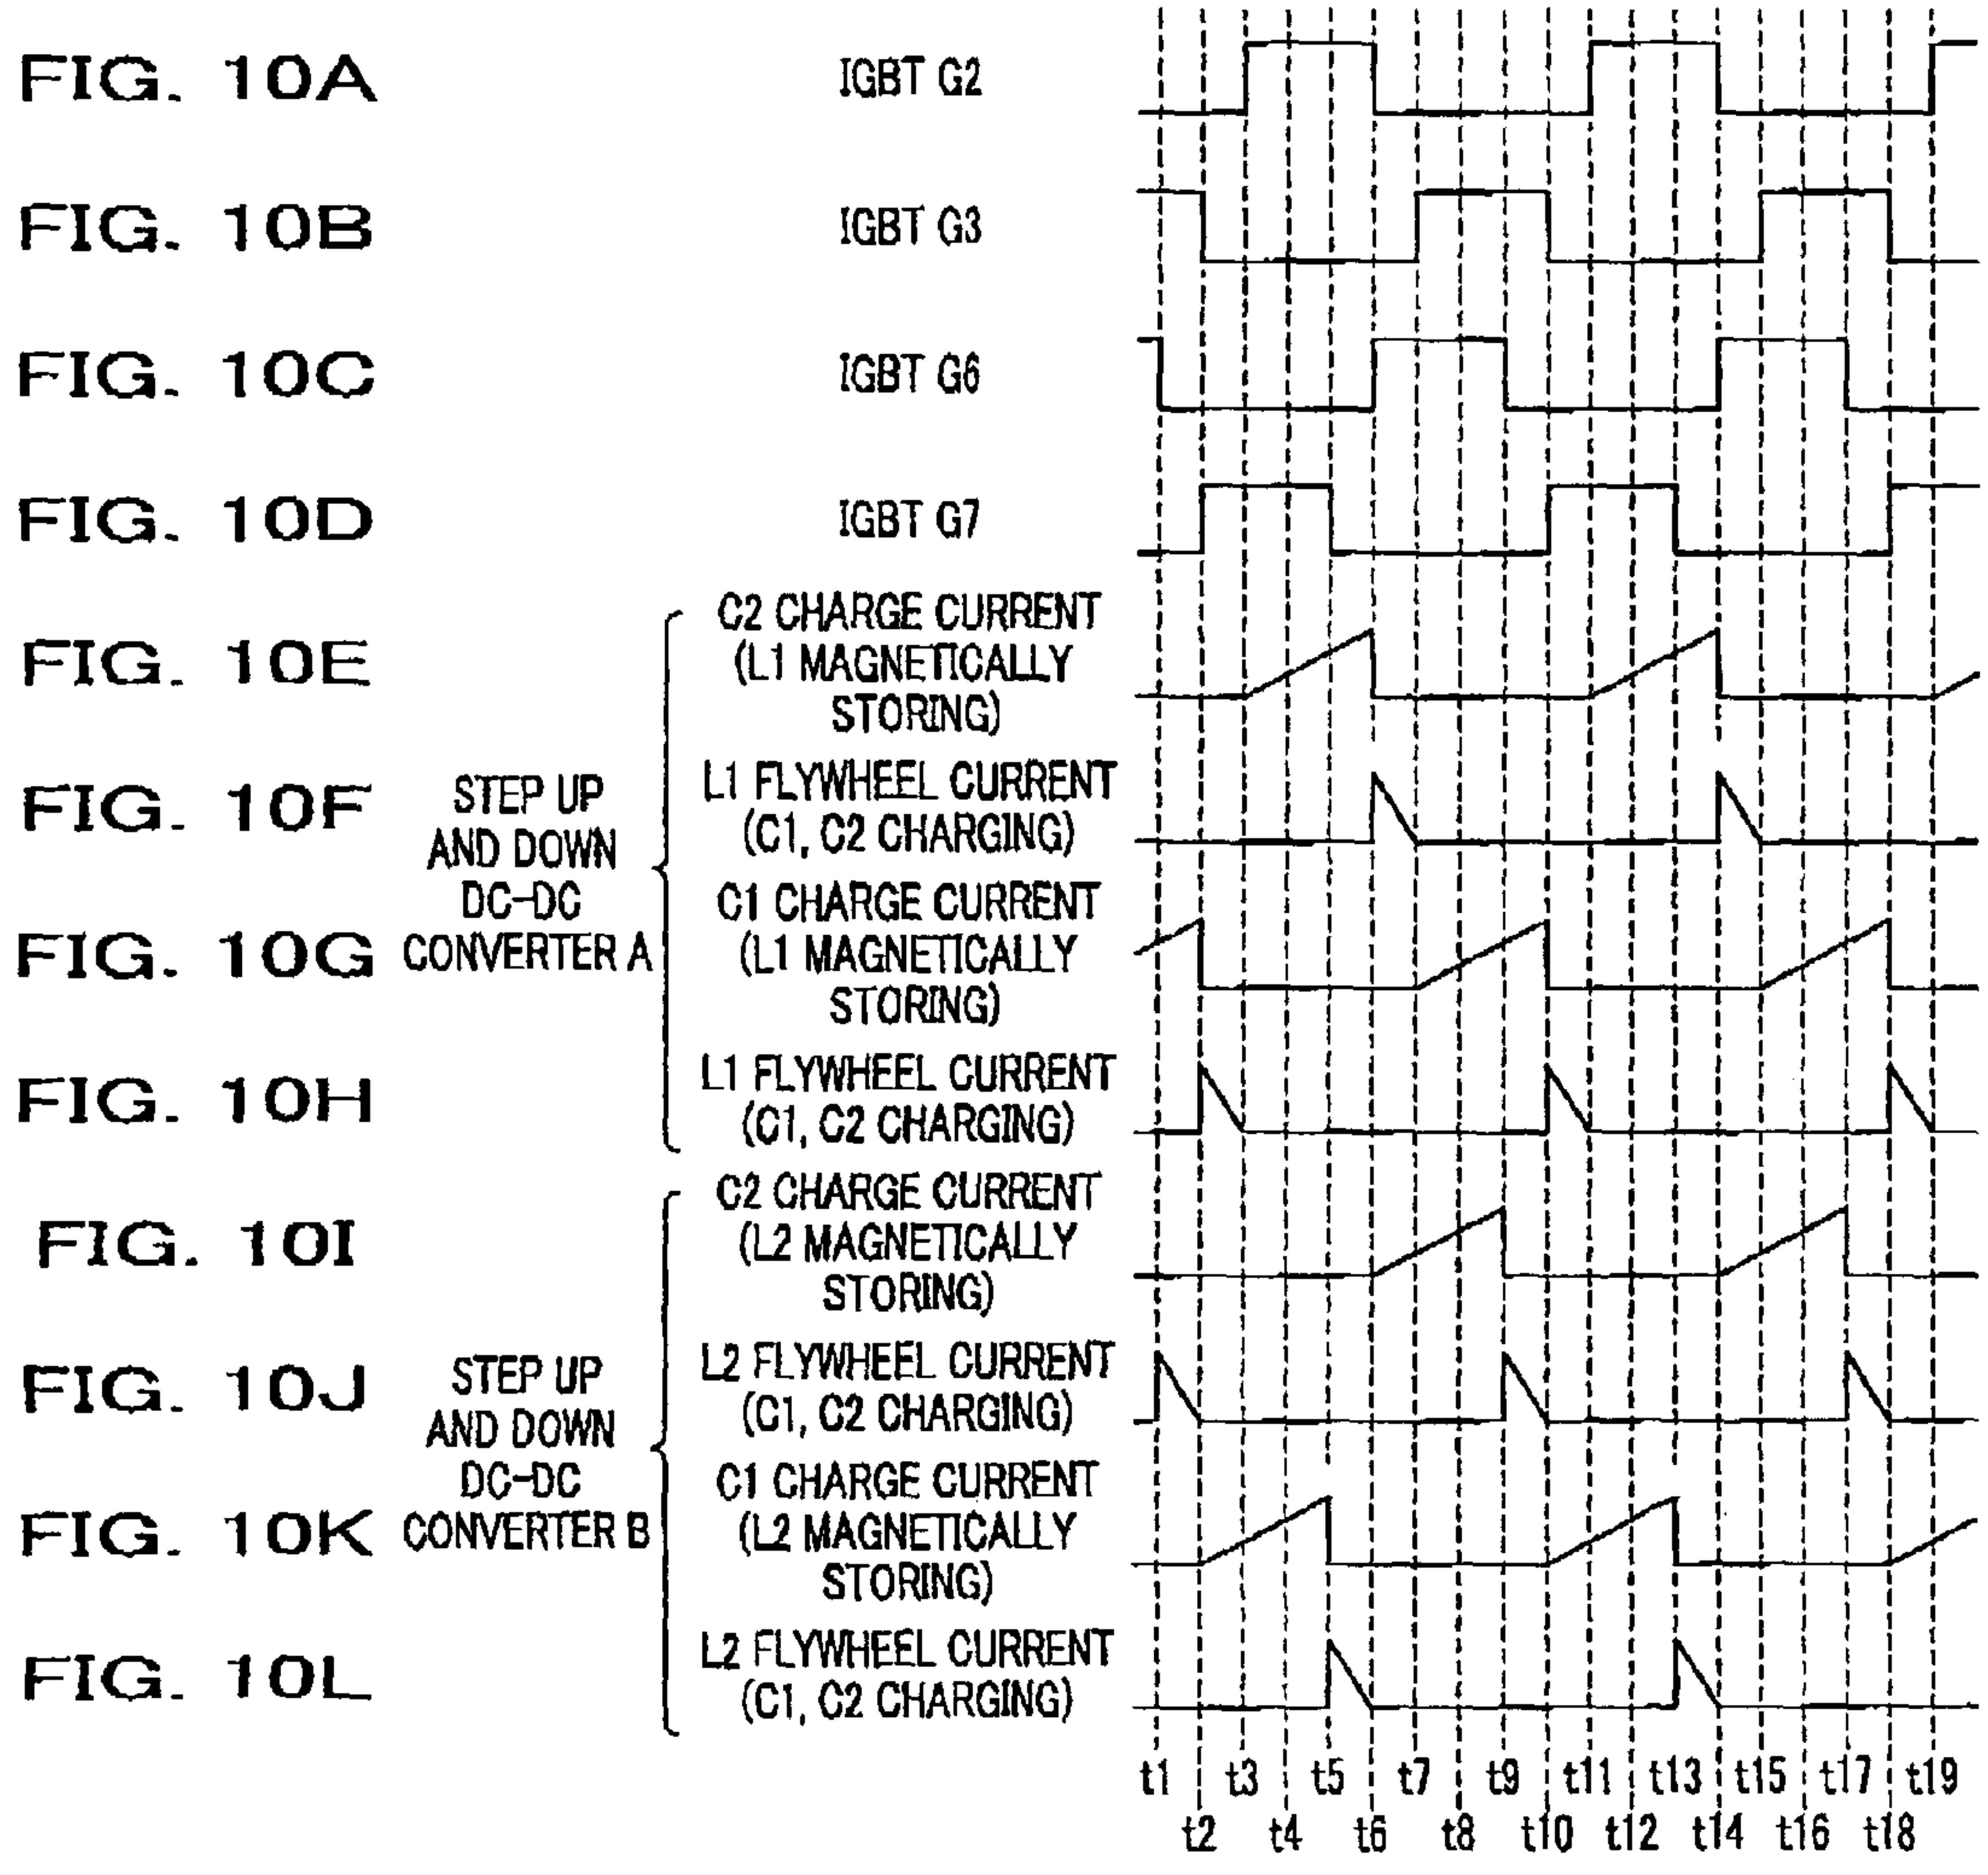 FIG. 10A
IGBT G2
FIG. 10B
IGBT G3
FIG. 10C
IGBT G6
FIG. 10D
IGBT G7
STEP UP
AND DOWN
DC-DC
CONVERTER A
FIG. 10E
C2 CHARGE CURRENT
(L1 MAGNETICALLY
STORING)
FIG. 10F
L1 FLYWHEEL CURRENT
(C1, C2 CHARGING)
FIG. 10G
C1 CHARGE CURRENT
(L1 MAGNETICALLY
STORING)
FIG. 10H
L1 FLYWHEEL CURRENT
(C1, C2 CHARGING)
STEP UP
AND DOWN
DC-DC
CONVERTER B
FIG. 10I
C2 CHARGE CURRENT
(L2 MAGNETICALLY
STORING)
FIG. 10J
L2 FLYWHEEL CURRENT
(C1, C2 CHARGING)
FIG. 10K
C1 CHARGE CURRENT
(L2 MAGNETICALLY
STORING)
FIG. 10L
L2 FLYWHEEL CURRENT
(C1, C2 CHARGING)
t1 t3 t5 t7 t9 t11 t13 t15 t17 t19
t2 t4 t6 t8 t10 t12 t14 t16 t18